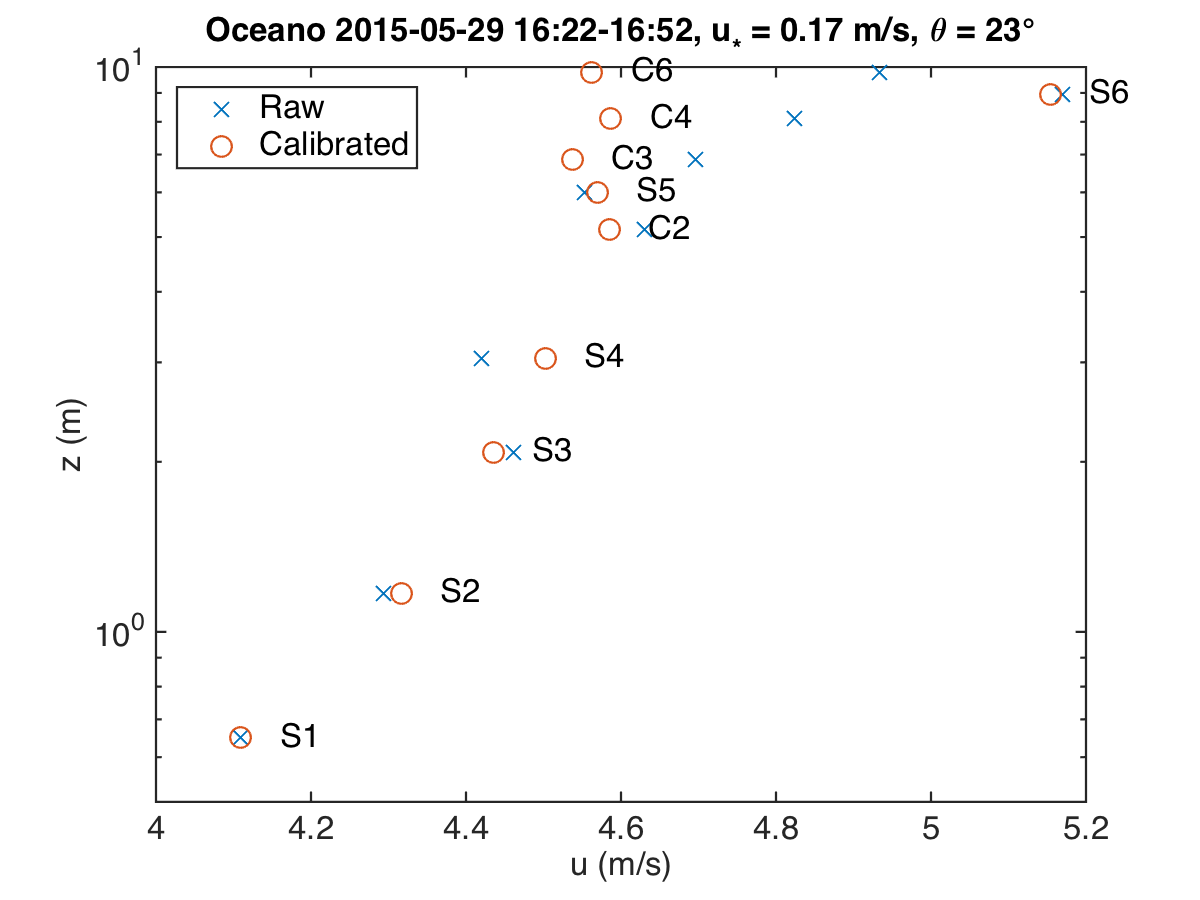 Oceano 2015-05-29 16:22-16:52, u* = 0.17 m/s, θ = 23°
10^1
C6
S6
Raw
C4
Calibrated
C3
S5
C2
S4
z (m)
S3
10^0
S2
S1
4 4.2 4.4 4.6 4.8 5 5.2
u (m/s)